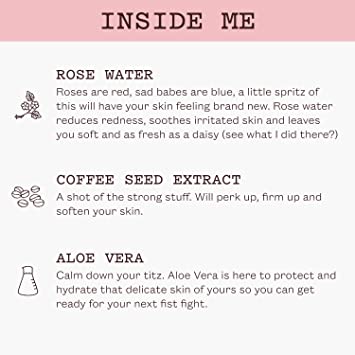 INSIDE ME
ROSE WATER
Roses are red, sad babes are blue, a little spritz of
this will have your skin feeling brand new. Rose water
reduces redness, soothes irritated skin and leaves
you soft and as fresh as a daisy (see what I did there?)
COFFEE SEED EXTRACT
A shot of the strong stuff. Will perk up, firm up and
soften your skin.
ALOE VERA
Calm down your titz. Aloe Vera is here to protect and
hydrate that delicate skin of yours so you can get
ready for your next fist fight.